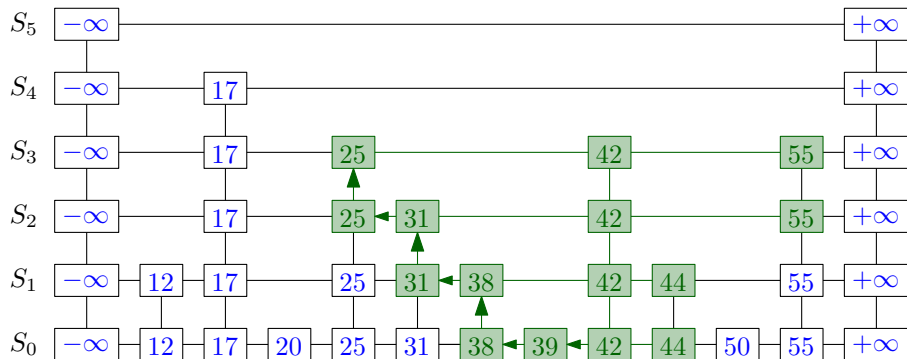 S₅ −∞ +∞
S₄ −∞ 17 +∞
S₃ −∞ 17 25 42 55 +∞
S₂ −∞ 17 25 31 42 55 +∞
S₁ −∞ 12 17 25 31 38 42 44 55 +∞
S₀ −∞ 12 17 20 25 31 38 39 42 44 50 55 +∞